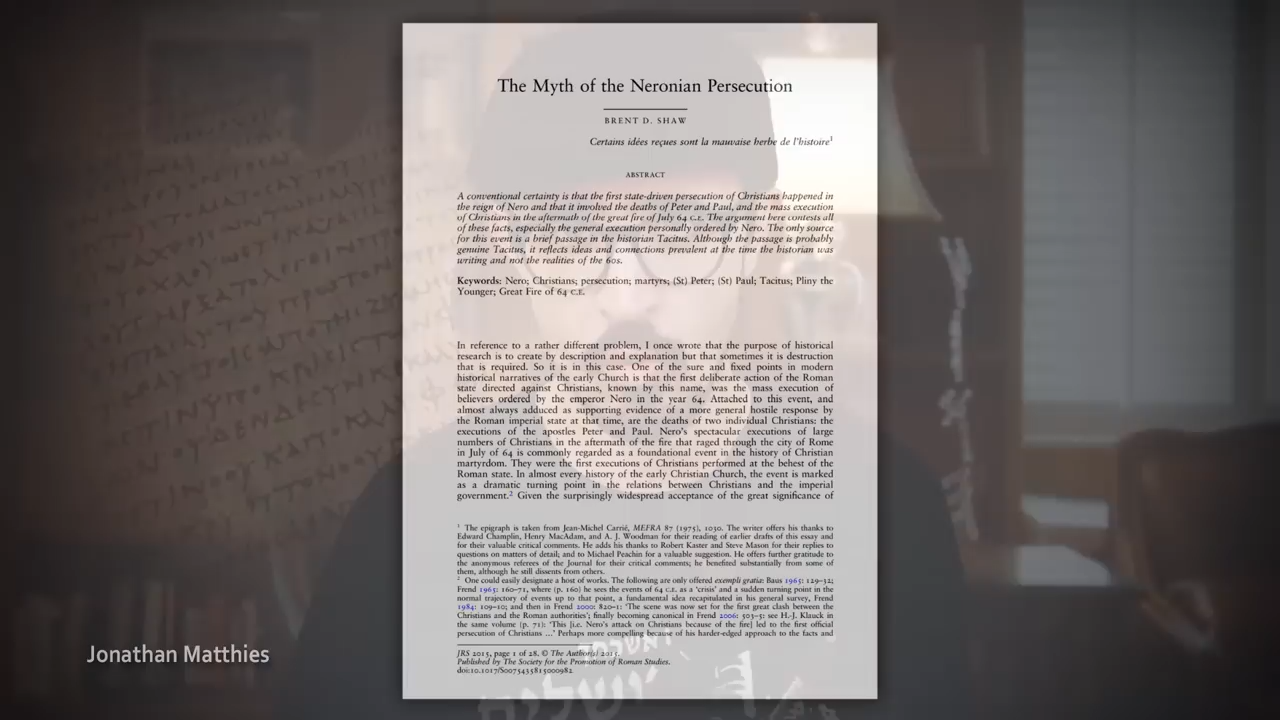 The Myth of the Neronian Persecution
BRENT D. SHAW
Certains idées reçues sont la mauvaise herbe de l'histoire¹
ABSTRACT
A conventional certainty is that the first state-driven persecution of Christians happened in
the reign of Nero and that it involved the deaths of Peter and Paul, and the mass execution
of Christians in the aftermath of the great fire of July 64 C.E. The argument here contests all
of these facts, especially the general execution personally ordered by Nero. The only source
for this event is a brief passage in the historian Tacitus. Although the passage is probably
genuine Tacitus, it reflects ideas and connections prevalent at the time the historian was
writing and not the realities of the 60s.
Keywords: Nero; Christians; persecution; martyrs; (St) Peter; (St) Paul; Tacitus; Pliny the
Younger; Great Fire of 64 C.E.
In reference to a rather different problem, I once wrote that the purpose of historical
research is to create by description and explanation but that sometimes it is destruction
that is required. So it is in this case. One of the sure and fixed points in modern
historical narratives of the early Church is that the first deliberate action of the Roman
state directed against Christians, known by this name, was the mass execution of
believers ordered by the emperor Nero in the year 64. Attached to this event, and
almost always adduced as supporting evidence of a more general hostile response by
the Roman imperial state at that time, are the deaths of two individual Christians: the
executions of the apostles Peter and Paul. Nero's spectacular executions of large
numbers of Christians in the aftermath of the fire that raged through the city of Rome
in July of 64 is commonly regarded as a foundational event in the history of Christian
martyrdom. They were the first executions of Christians performed at the behest of the
Roman state. In almost every history of the early Christian Church, the event is marked
as a dramatic turning point in the relations between Christians and the imperial
government.² Given the surprisingly widespread acceptance of the great significance of
¹ The epigraph is taken from Jean-Michel Carrié, MEFRA 87 (1975), 1030. The writer offers his thanks to
Edward Champlin, Henry MacAdam, and A. J. Woodman for their reading of earlier drafts of this essay and
for their valuable critical comments. He adds his thanks to Robert Kaster and Steve Mason for their replies to
questions on matters of detail; and to Michael Peachin for a valuable suggestion. He offers further gratitude to
the anonymous referees of the Journal for their critical comments; he benefited substantially from some of
them, although he still dissents from others.
² One could easily designate a host of works. The following are only offered exempli gratia: Baus 1965: 129–32;
Frend 1965: 160–71, where (p. 160) he sees the events of 64 C.E. as a 'crisis' and a sudden turning point in the
normal trajectory of events up to that point, a fundamental idea recapitulated in his general survey, Frend
1984: 109–10; and then in Frend 2000: 820–1: 'The scene was now set for the first great clash between the
Christians and the Roman authorities'; finally becoming canonical in Frend 2006: 503–5: see H.-J. Klauck in
the same volume (p. 71): 'This [i.e. Nero's attack on Christians because of the fire] led to the first official
persecution of Christians ...' Perhaps more compelling because of his harder-edged approach to the facts and
JRS 2015, page 1 of 28. © The Author(s) 2015.
Published by The Society for the Promotion of Roman Studies.
doi:10.1017/S0075435815000982
Jonathan Matthies